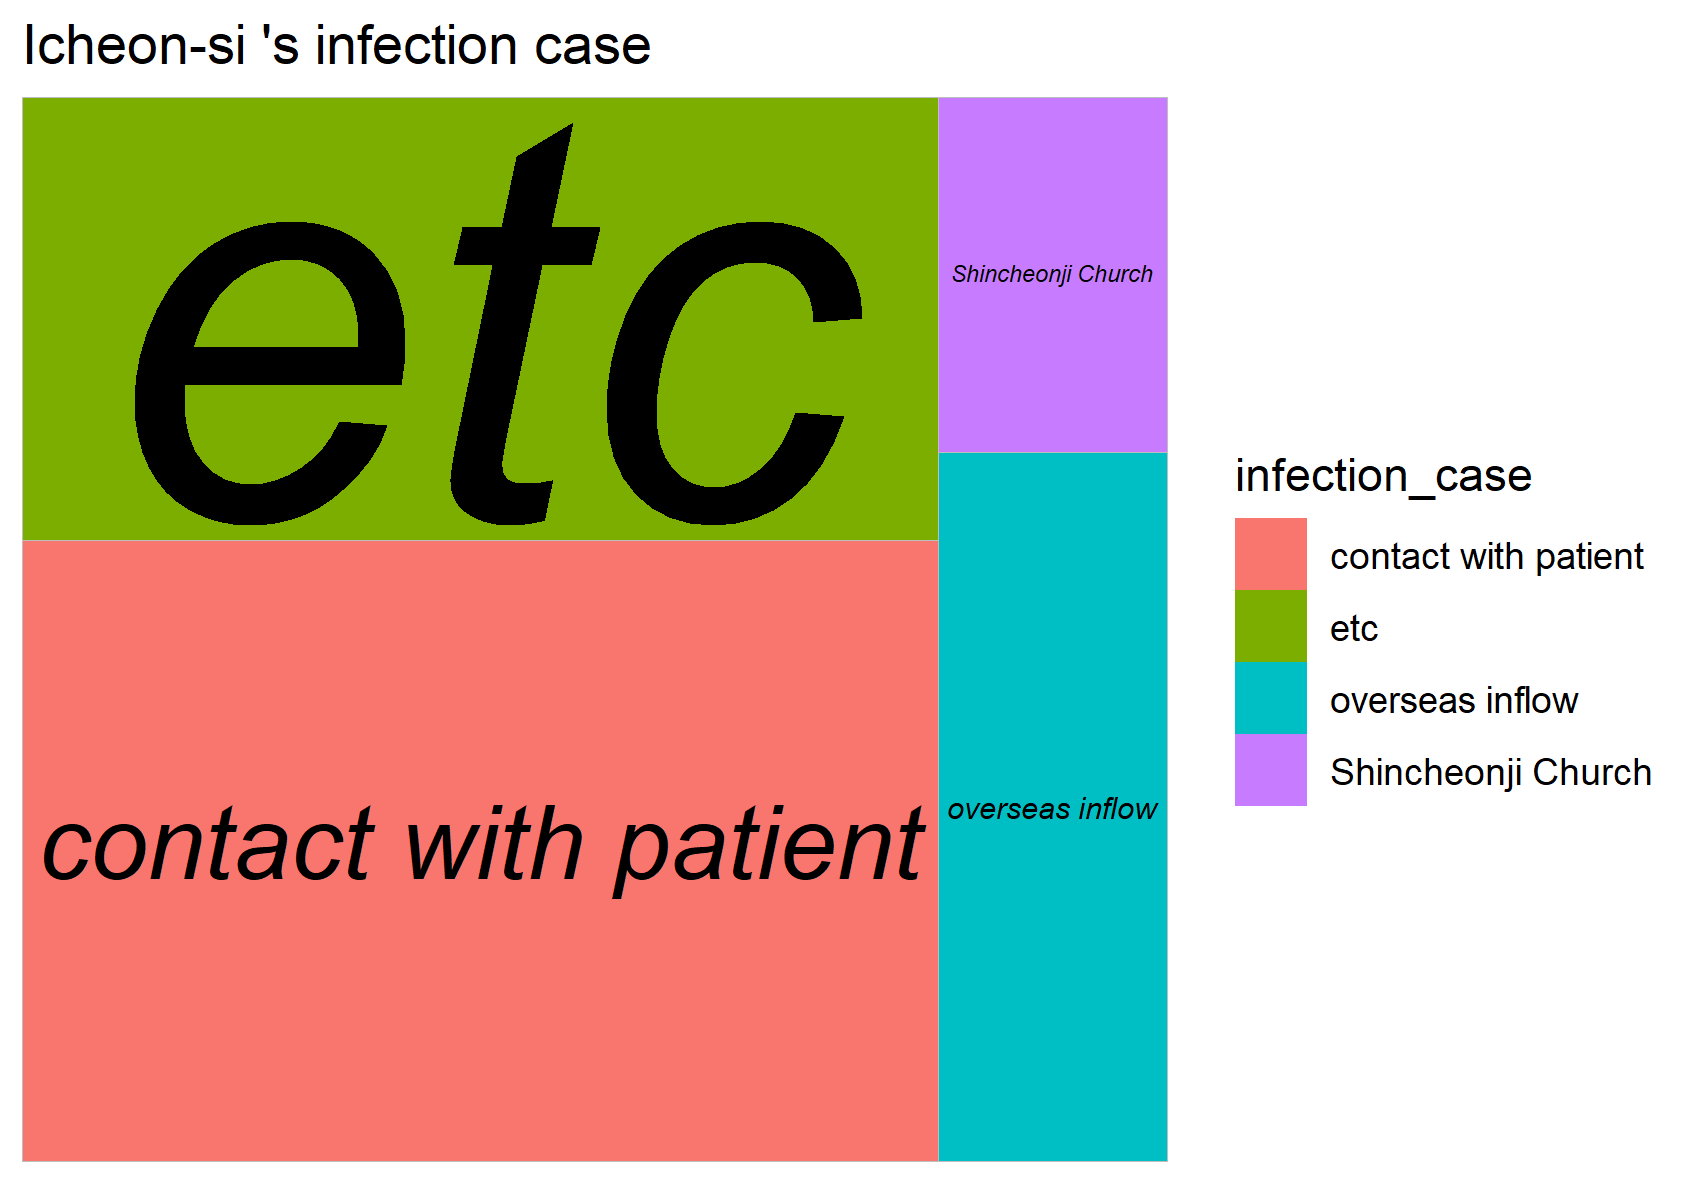 Icheon-si 's infection case
etc
Shincheonji Church
contact with patient
overseas inflow
infection_case
contact with patient
etc
overseas inflow
Shincheonji Church